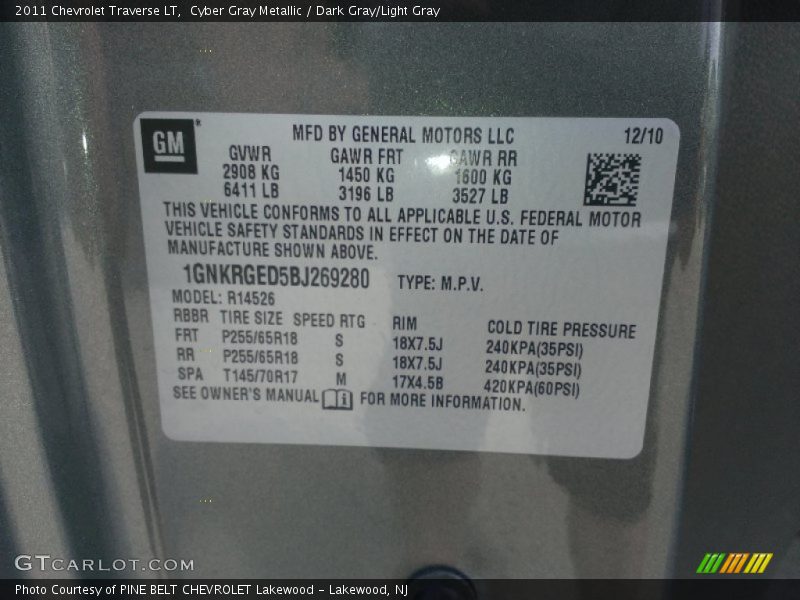 2011 Chevrolet Traverse LT,  Cyber Gray Metallic / Dark Gray/Light Gray
GM
MFD BY GENERAL MOTORS LLC 12/10
GVWR GAWR FRT GAWR RR
2908 KG 1450 KG 1600 KG
6411 LB 3196 LB 3527 LB
THIS VEHICLE CONFORMS TO ALL APPLICABLE U.S. FEDERAL MOTOR
VEHICLE SAFETY STANDARDS IN EFFECT ON THE DATE OF
MANUFACTURE SHOWN ABOVE.
1GNKRGED5BJ269280 TYPE: M.P.V.
MODEL: R14526
RBBR TIRE SIZE SPEED RTG RIM COLD TIRE PRESSURE
FRT P255/65R18 S 18X7.5J 240KPA(35PSI)
RR P255/65R18 S 18X7.5J 240KPA(35PSI)
SPA T145/70R17 M 17X4.5B 420KPA(60PSI)
SEE OWNER'S MANUAL i FOR MORE INFORMATION.
GTCARLOT.COM
Photo Courtesy of PINE BELT CHEVROLET Lakewood - Lakewood, NJ